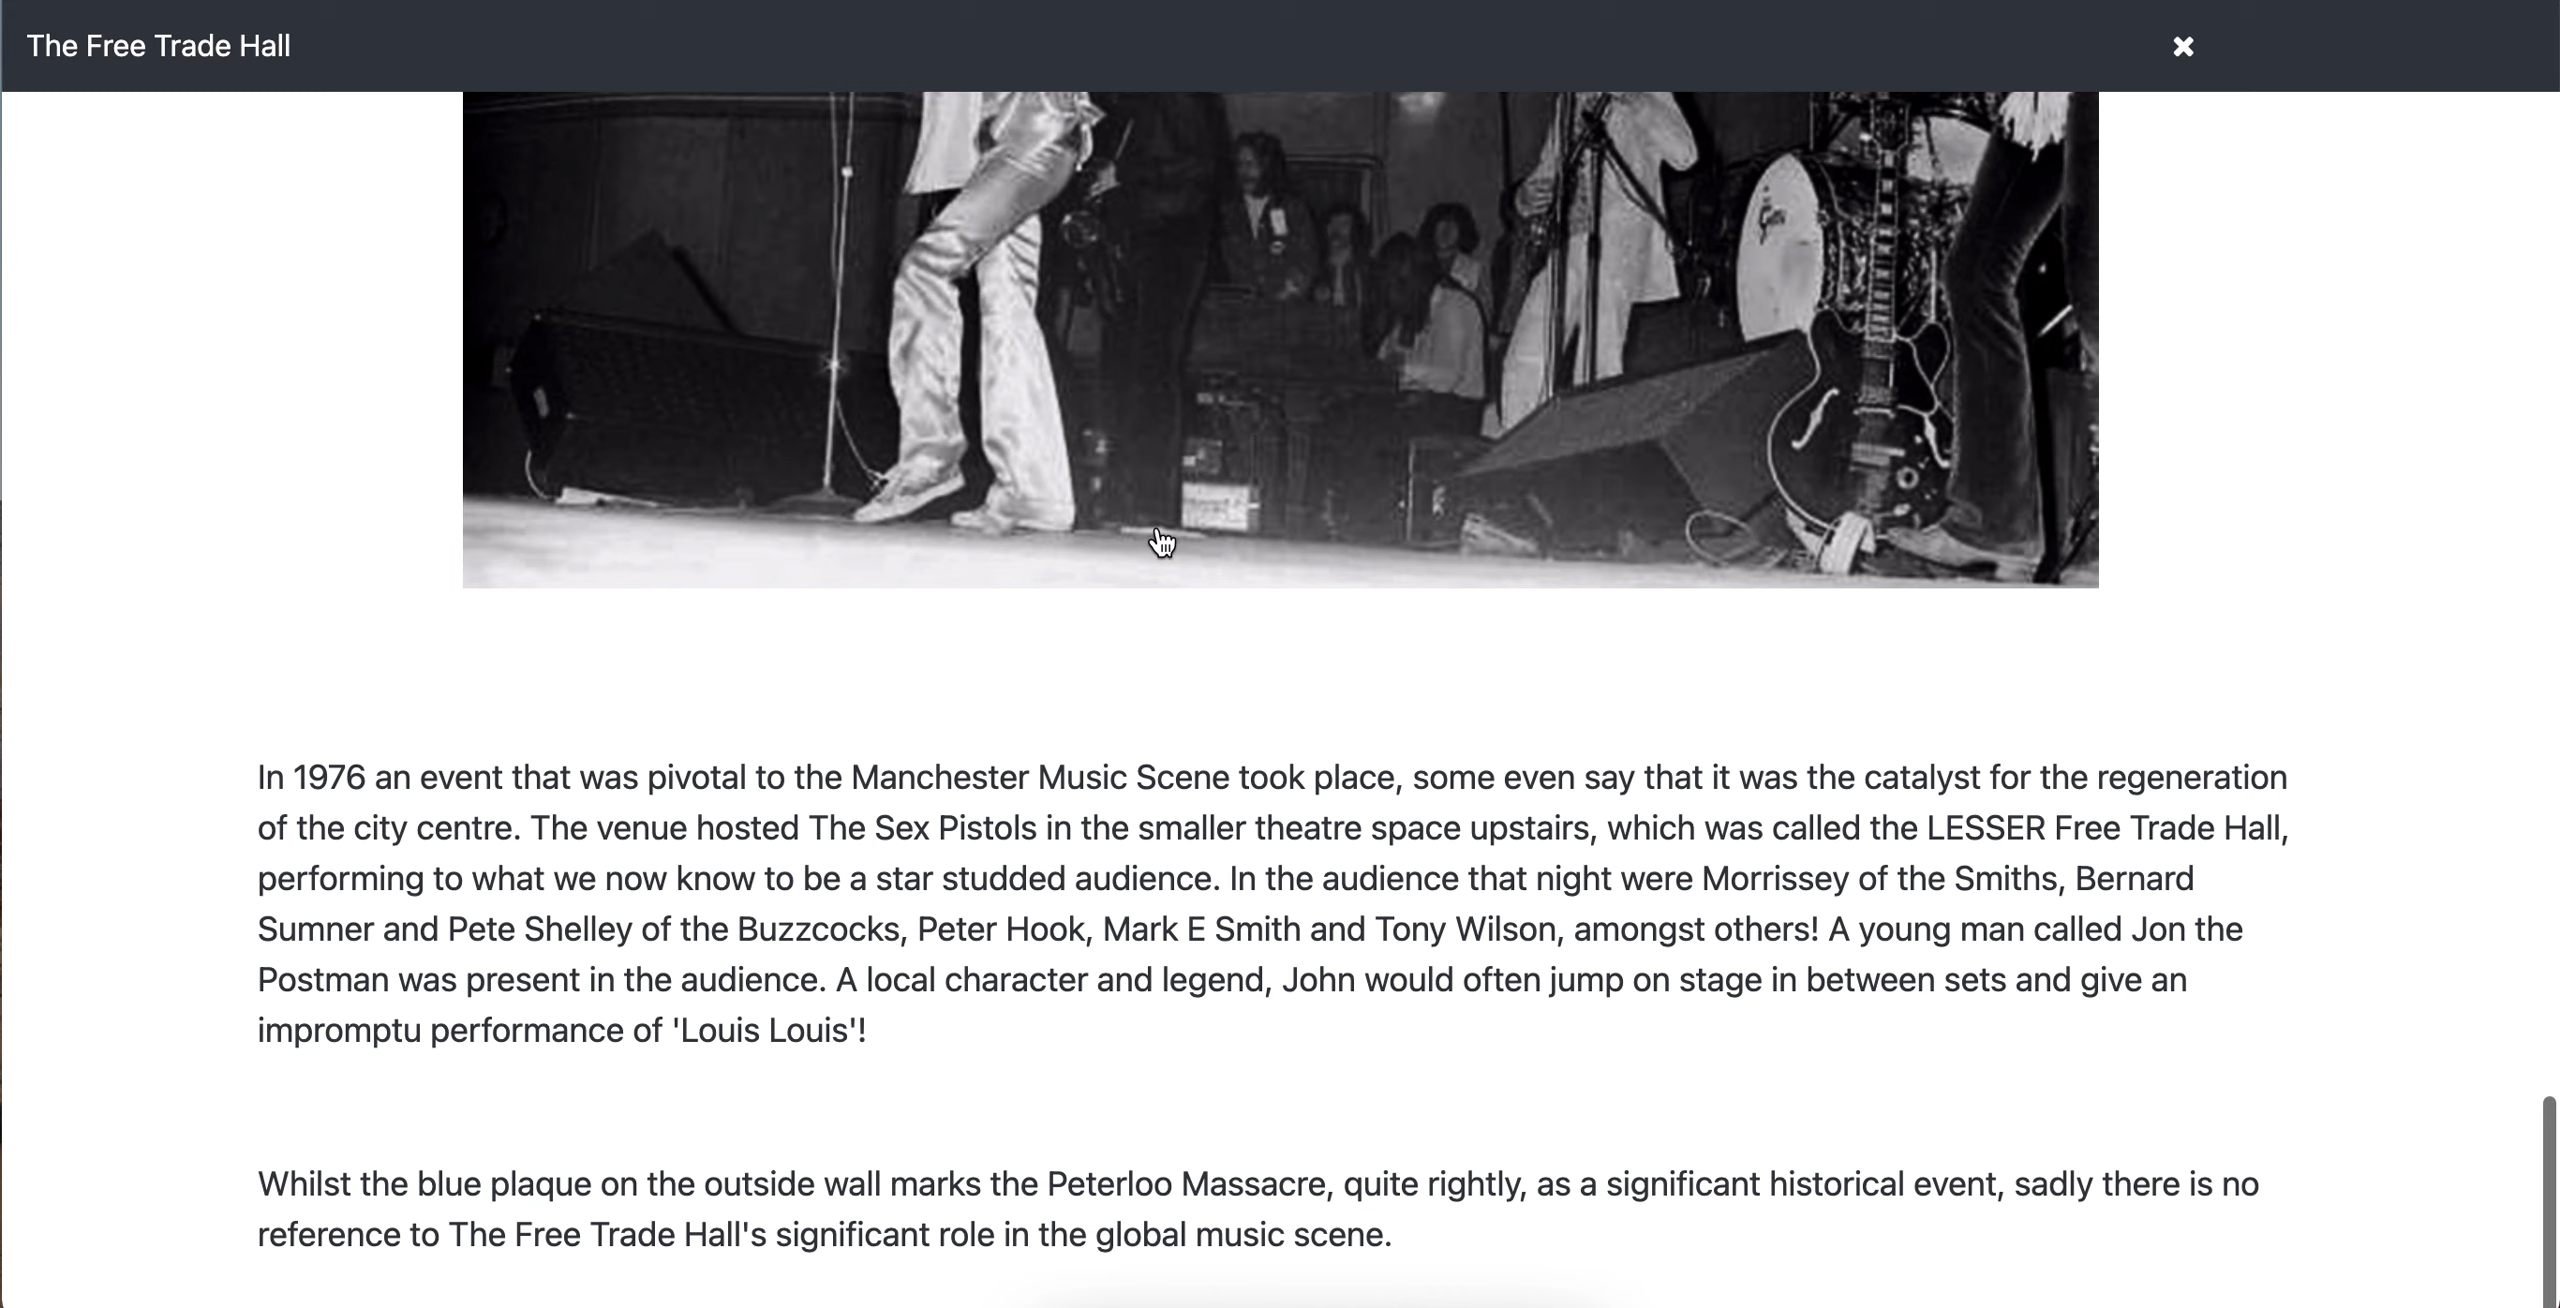 The Free Trade Hall
In 1976 an event that was pivotal to the Manchester Music Scene took place, some even say that it was the catalyst for the regeneration
of the city centre. The venue hosted The Sex Pistols in the smaller theatre space upstairs, which was called the LESSER Free Trade Hall,
performing to what we now know to be a star studded audience. In the audience that night were Morrissey of the Smiths, Bernard
Sumner and Pete Shelley of the Buzzcocks, Peter Hook, Mark E Smith and Tony Wilson, amongst others! A young man called Jon the
Postman was present in the audience. A local character and legend, John would often jump on stage in between sets and give an
impromptu performance of 'Louis Louis'!
Whilst the blue plaque on the outside wall marks the Peterloo Massacre, quite rightly, as a significant historical event, sadly there is no
reference to The Free Trade Hall's significant role in the global music scene.